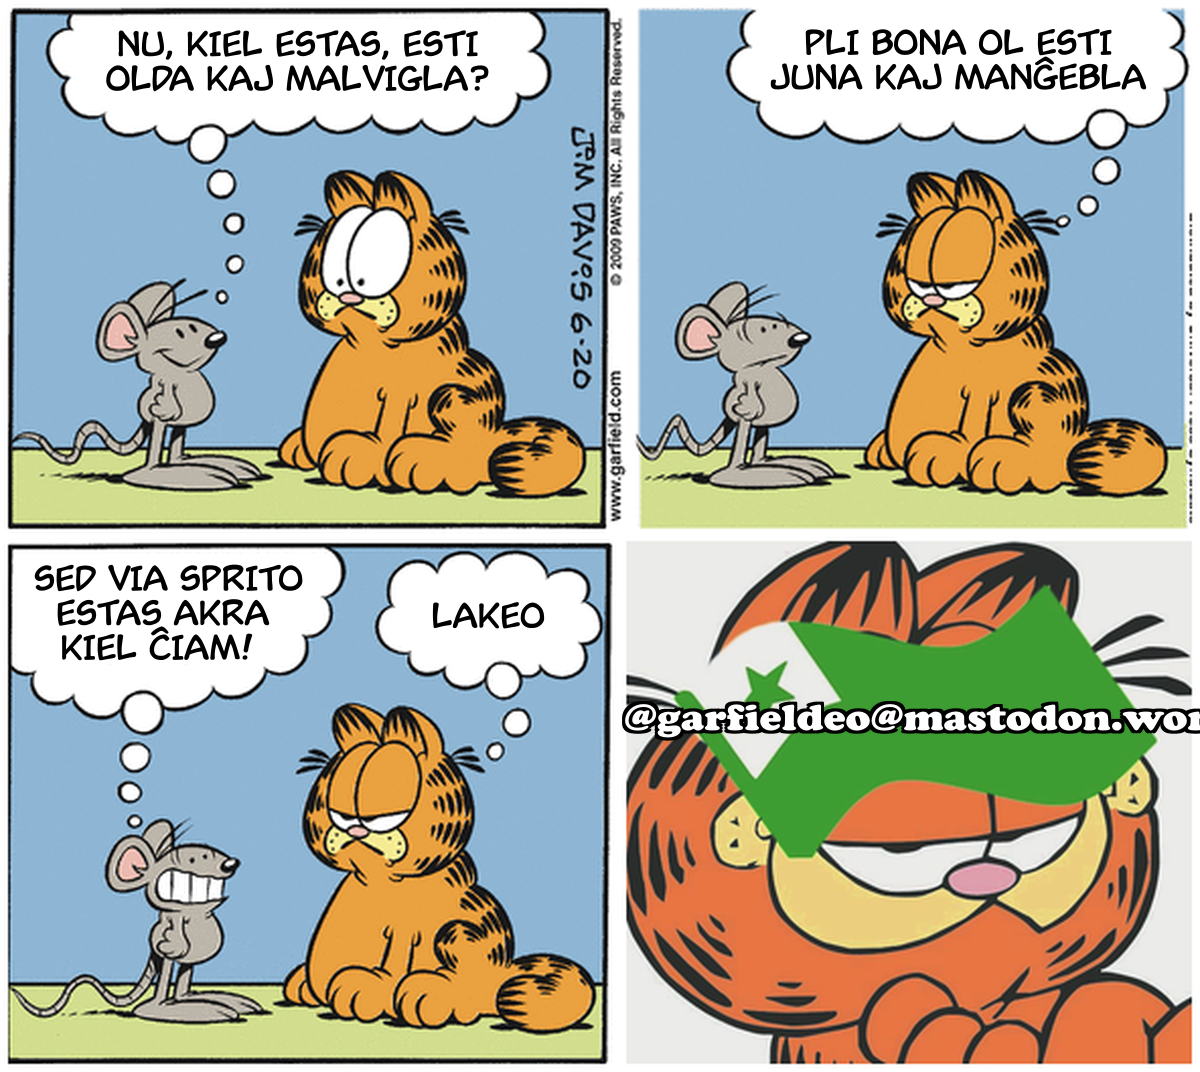 NU, KIEL ESTAS, ESTI
OLDA KAJ MALVIGLA?
JIM DAVIS 6-20
www.garfield.com
© 2009 PAWS, INC. All Rights Reserved.
PLI BONA OL ESTI
JUNA KAJ MANĜEBLA
SED VIA SPRITO
ESTAS AKRA
KIEL ĈIAM!
LAKEO
@garfieldeo@mastodon.wor